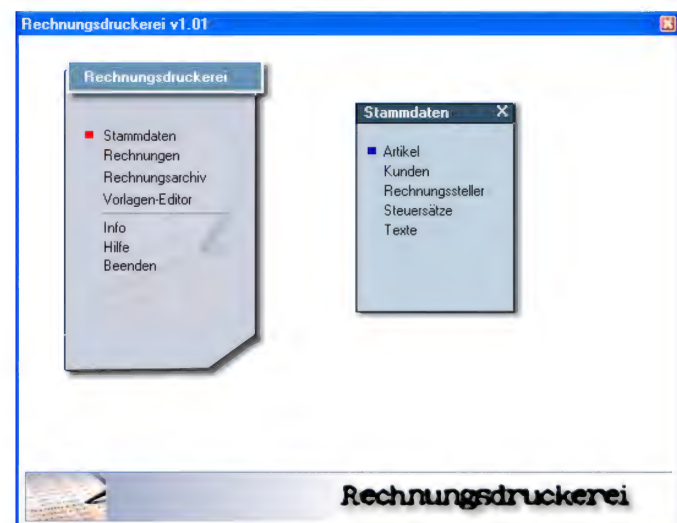 Rechnungsdruckerei v1.01
Rechnungsdruckerei
Stammdaten
Rechnungen
Rechnungsarchiv
Vorlagen-Editor
Info
Hilfe
Beenden
Stammdaten X
Artikel
Kunden
Rechnungssteller
Steuersätze
Texte
Rechnungsdruckerei